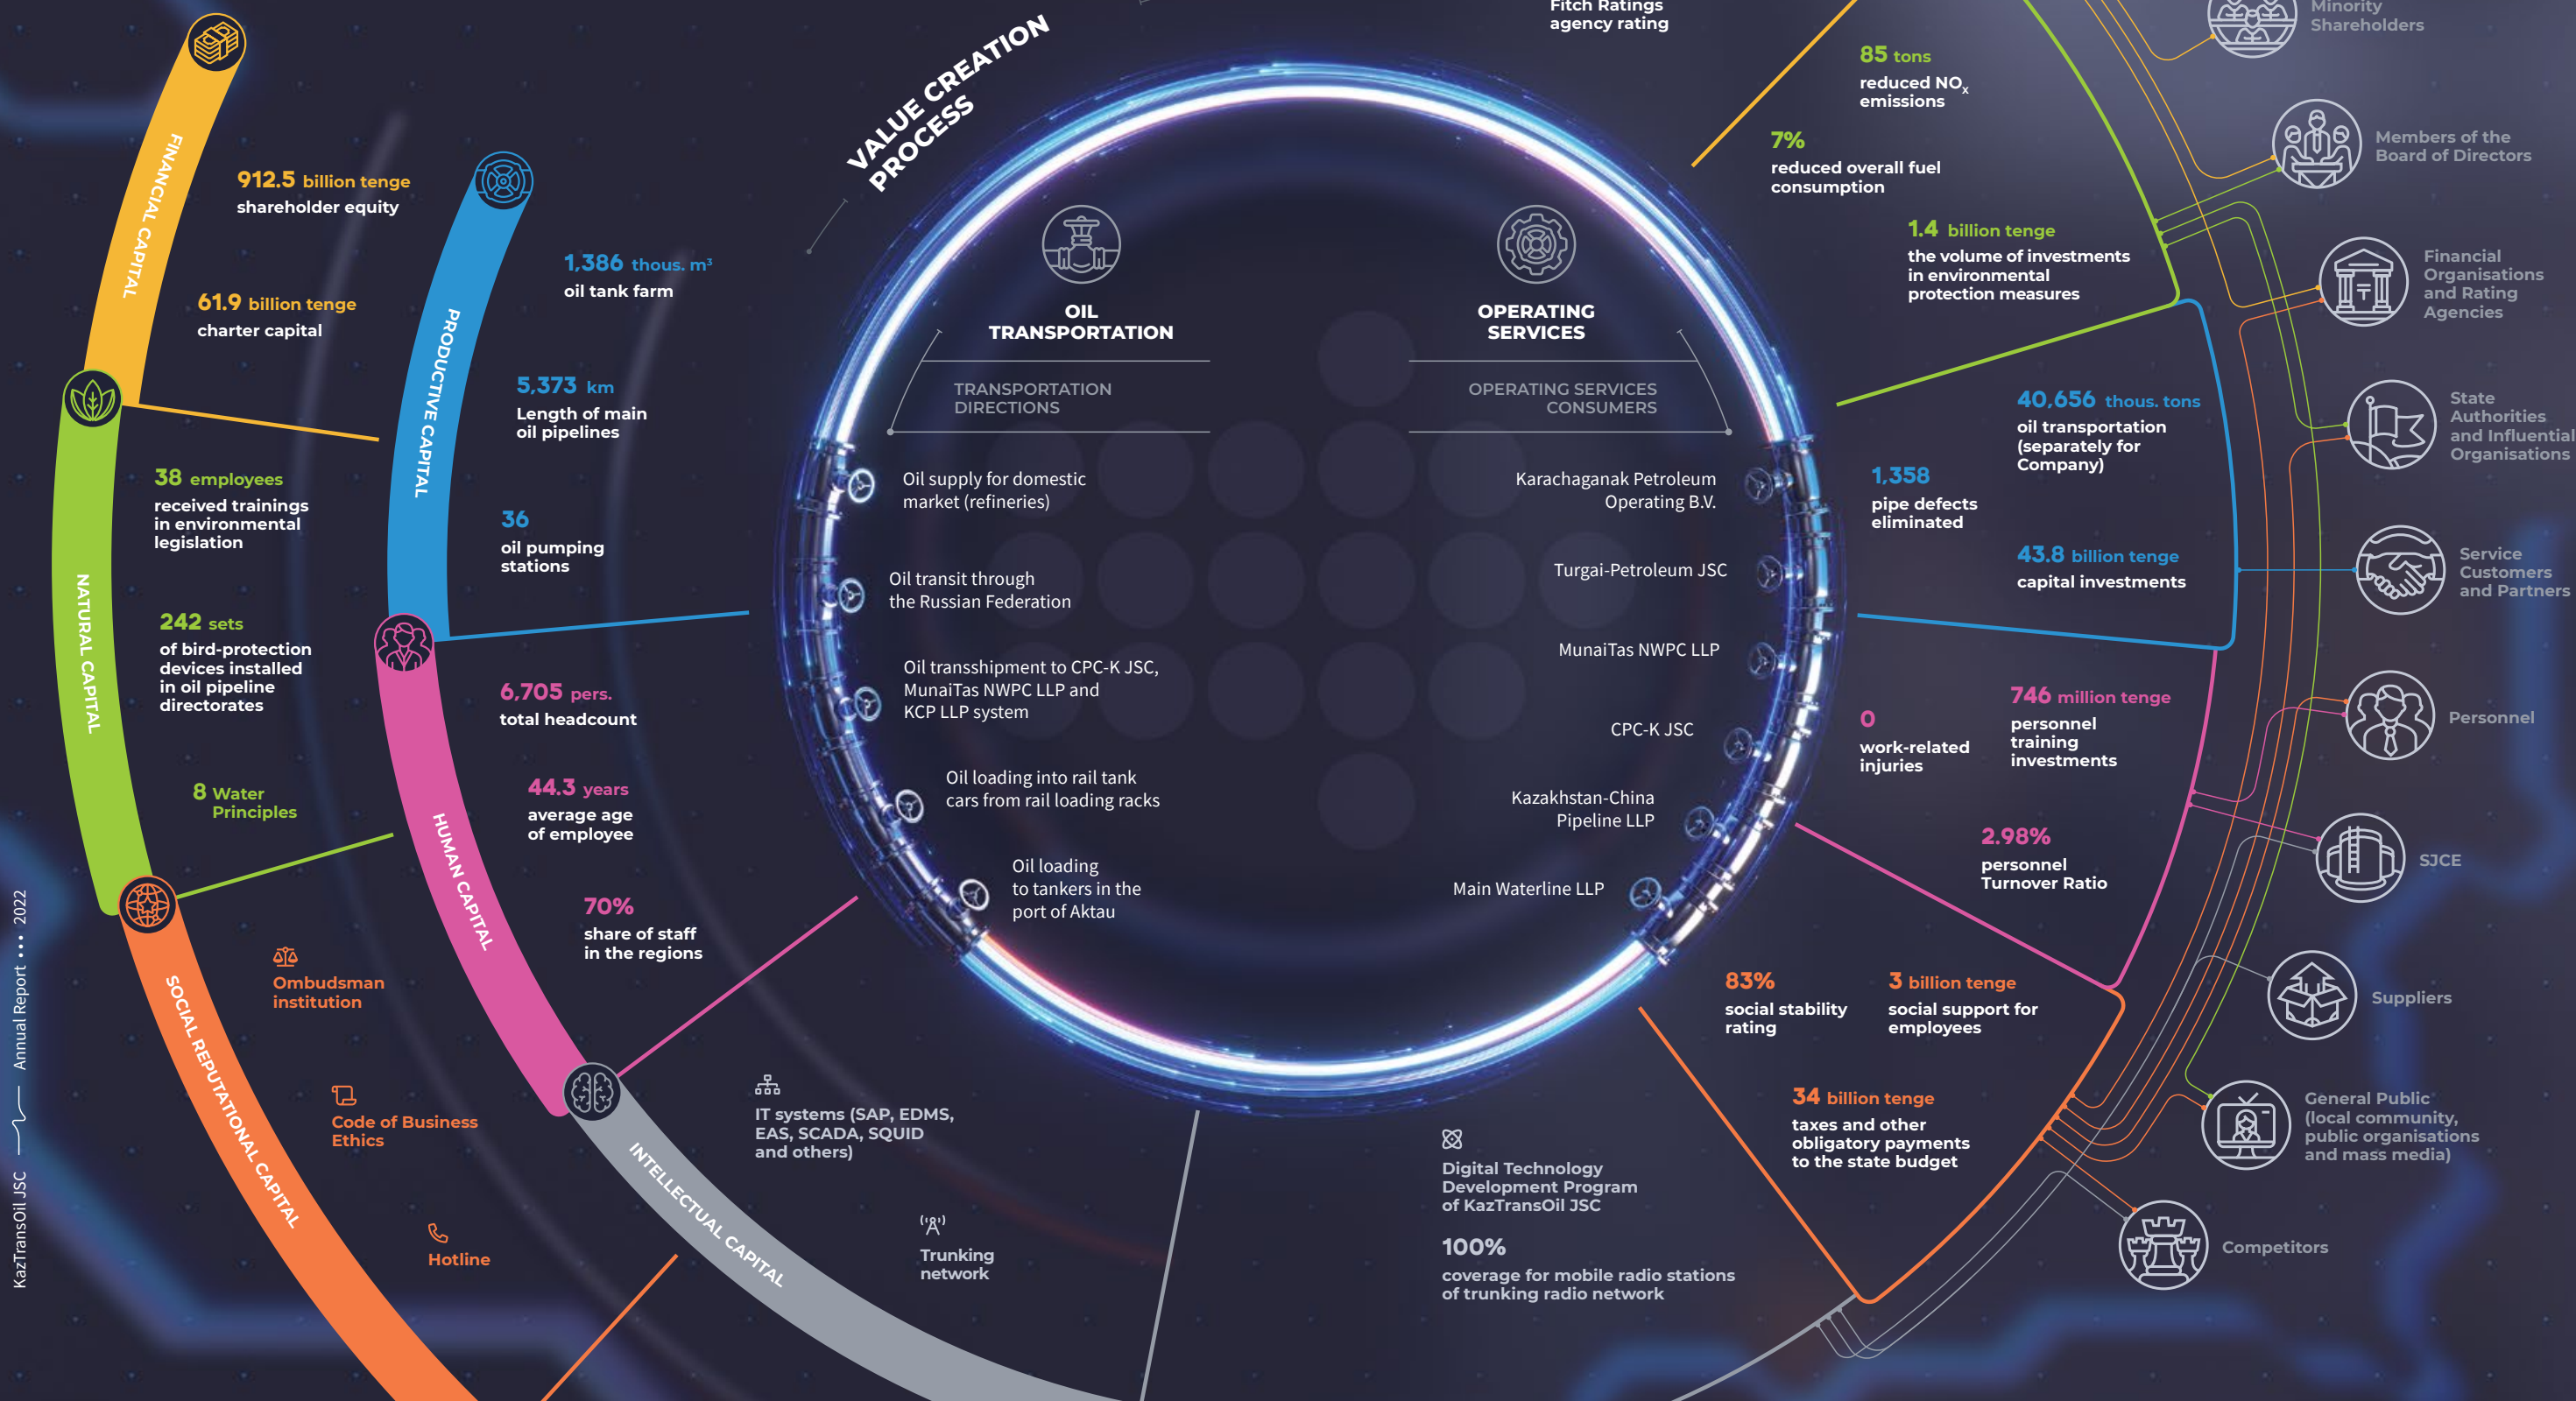 FINANCIAL CAPITAL
912.5 billion tenge
shareholder equity
61.9 billion tenge
charter capital
NATURAL CAPITAL
38 employees
received trainings
in environmental
legislation
242 sets
of bird-protection
devices installed
in oil pipeline
directorates
8 Water
Principles
SOCIAL REPUTATIONAL CAPITAL
Ombudsman
institution
Code of Business
Ethics
Hotline
PRODUCTIVE CAPITAL
1,386 thous. m³
oil tank farm
5,373 km
Length of main
oil pipelines
36
oil pumping
stations
HUMAN CAPITAL
6,705 pers.
total headcount
44.3 years
average age
of employee
70%
share of staff
in the regions
INTELLECTUAL CAPITAL
IT systems (SAP, EDMS,
EAS, SCADA, SQUID
and others)
Trunking
network
VALUE CREATION
PROCESS
OIL
TRANSPORTATION
TRANSPORTATION
DIRECTIONS
Oil supply for domestic
market (refineries)
Oil transit through
the Russian Federation
Oil transshipment to CPC-K JSC,
MunaiTas NWPC LLP and
KCP LLP system
Oil loading into rail tank
cars from rail loading racks
Oil loading
to tankers in the
port of Aktau
OPERATING
SERVICES
OPERATING SERVICES
CONSUMERS
Karachaganak Petroleum
Operating B.V.
Turgai-Petroleum JSC
MunaiTas NWPC LLP
CPC-K JSC
Kazakhstan-China
Pipeline LLP
Main Waterline LLP
Fitch Ratings
agency rating
85 tons
reduced NOx
emissions
7%
reduced overall fuel
consumption
1.4 billion tenge
the volume of investments
in environmental
protection measures
40,656 thous. tons
oil transportation
(separately for
Company)
1,358
pipe defects
eliminated
43.8 billion tenge
capital investments
0
work-related
injuries
746 million tenge
personnel
training
investments
2.98%
personnel
Turnover Ratio
83%
social stability
rating
3 billion tenge
social support for
employees
34 billion tenge
taxes and other
obligatory payments
to the state budget
Digital Technology
Development Program
of KazTransOil JSC
100%
coverage for mobile radio stations
of trunking radio network
Minority
Shareholders
Members of the
Board of Directors
Financial
Organisations
and Rating
Agencies
State
Authorities
and Influential
Organisations
Service
Customers
and Partners
Personnel
SJCE
Suppliers
General Public
(local community,
public organisations
and mass media)
Competitors
KazTransOil JSC Annual Report ••• 2022